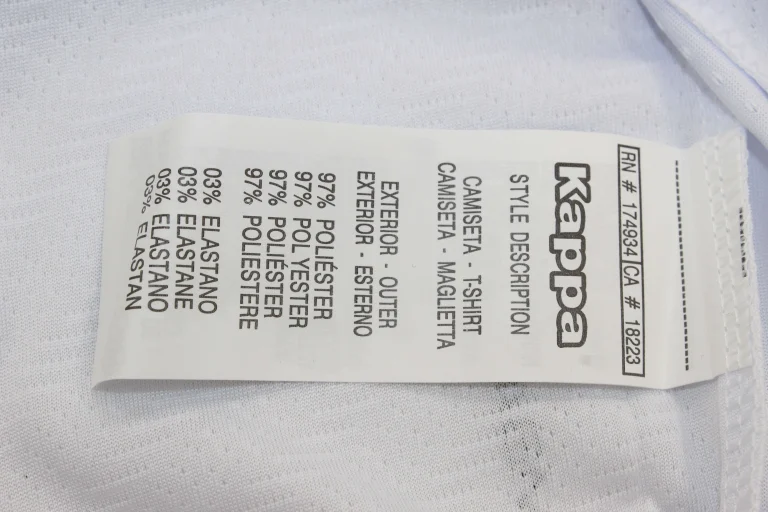 RN # 174934 CA # 18223
Kappa
STYLE DESCRIPTION
CAMISETA - T-SHIRT
CAMISETA - MAGLIETTA
EXTERIOR - OUTER
EXTERIOR - ESTERNO
97% POLIÉSTER
97% POLYESTER
97% POLIÉSTER
97% POLIESTERE
03% ELASTANO
03% ELASTANE
03% ELASTANO
03% ELASTAN